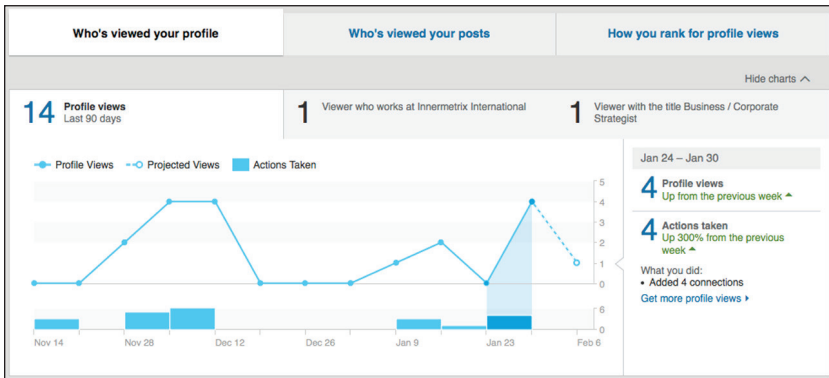 Who's viewed your profile
Who's viewed your posts
How you rank for profile views
Hide charts
14 Profile views
Last 90 days
1 Viewer who works at Innermetrix International
1 Viewer with the title Business / Corporate
Strategist
Profile Views
Projected Views
Actions Taken
5
4
3
2
1
0
6
0
Nov 14
Nov 28
Dec 12
Dec 26
Jan 9
Jan 23
Feb 6
Jan 24 – Jan 30
4 Profile views
Up from the previous week
4 Actions taken
Up 300% from the previous
week
What you did:
• Added 4 connections
Get more profile views